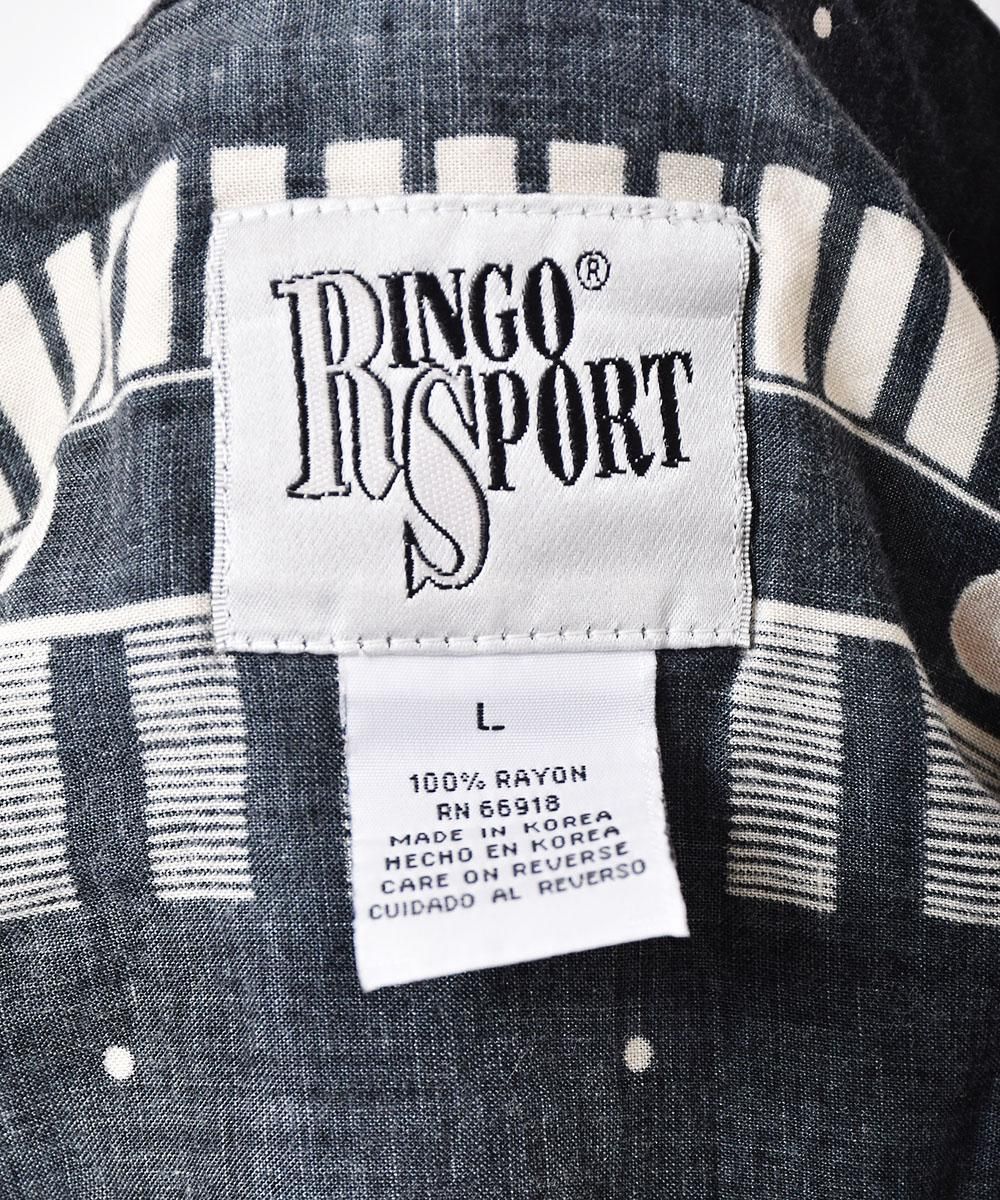 RINGO®
SPORT
L
100% RAYON
RN 66918
MADE IN KOREA
HECHO EN KOREA
CARE ON REVERSE
CUIDADO AL REVERSO